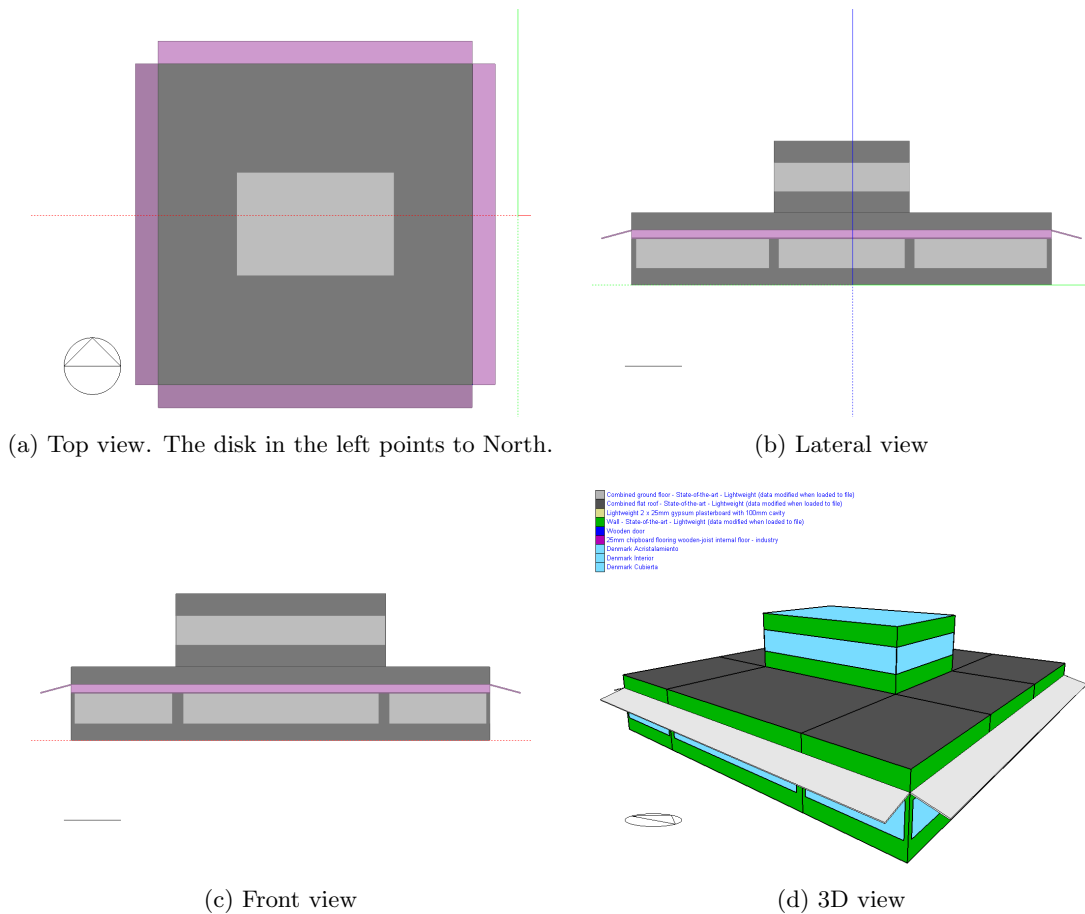 (a) Top view. The disk in the left points to North.
(b) Lateral view
Combined ground floor - State-of-the-art - Lightweight (data modified when loaded to file)
Combined flat roof - State-of-the-art - Lightweight (data modified when loaded to file)
Lightweight 2 x 25mm gypsum plasterboard with 100mm cavity
Wall - State-of-the-art - Lightweight (data modified when loaded to file)
Wooden door
25mm chipboard flooring wooden-joist internal floor - industry
Denmark Acristalamiento
Denmark Interior
Denmark Cubierta
(c) Front view
(d) 3D view